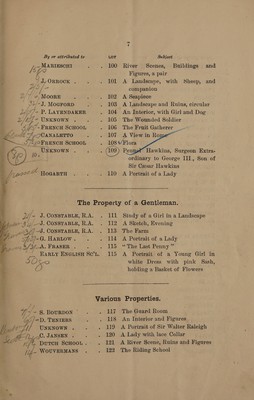 7
By or attributed to LOT Subject
MARIESCHI . . 100 River Scenes, Buildings and
Figures, a pair
J. ORROCK . . . 101 A Landscape, with Sheep, and
companion
MOORE . . . 102 A Seapiece
J. MOGFORD . . 103 A Landscape and Ruins, circular
P. LAYENDAKER . 104 An Interior, with Girl and Dog
UKNOWN . . . 105 The Wounded Soldier
FRENCH SCHOOL . 106 The Fruit Gatherer
CANALETTO . . 107 A View in Rome
FRENCH SCHOOL . 108 Flora
UKNOWN . . . 109 Hawkins, Surgeon Extra-
ordinary to George III., Son of
Sir Cæsar Hawkins
HOGARTH . . . 110 A Portrait of a Lady
The Property of a Gentleman.
J. CONSTABLE, R.A. . 111 Study of a Girl in a Landscape
J. CONSTABLE, R.A. . 112 A Sketch, Evening
J. CONSTABLE, R.A. . 113 The Farm
G. HARLOW . . . 114 A Portrait of a Lady
A. FRASER . . . 115 "The Last Penny"
EARLY ENGLISH SC'L 115 A Portrait of a Young Girl in
white Dress with pink Sash,
holding a Basket of Flowers
Various Properties.
S. BOURDON . . 117 The Guard Room
D. TENIERS . . 118 An Interior and Figures
UNKNOWN . . . 119 A Portrait of Sir Walter Raleigh
C. JANSEN . . . 120 A Lady with lace Collar
DUTCH SCHOOL . . 121 A River Scene, Ruins and Figures
WOUVERMANS . . 122 The Riding School